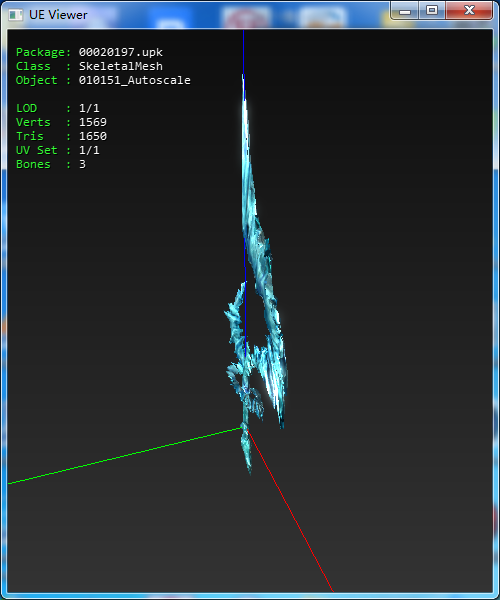 UE Viewer
Package: 00020197.upk
Class : SkeletalMesh
Object : 010151_Autoscale
LOD : 1/1
Verts : 1569
Tris : 1650
UV Set : 1/1
Bones : 3